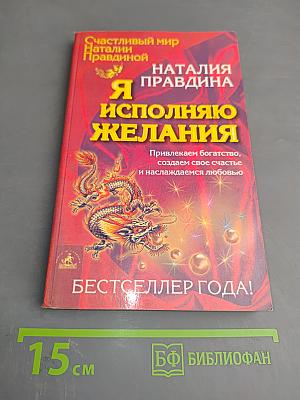 Счастливый мир
Наталии
Правдиной
НАТАЛИЯ
ПРАВДИНА
Я
ИСПОЛНЯЮ
ЖЕЛАНИЯ
Привлекаем богатство,
создаем свое счастье
и наслаждаемся любовью
БЕСТСЕЛЛЕР ГОДА!
15 см
БФ БИБЛИОФАН